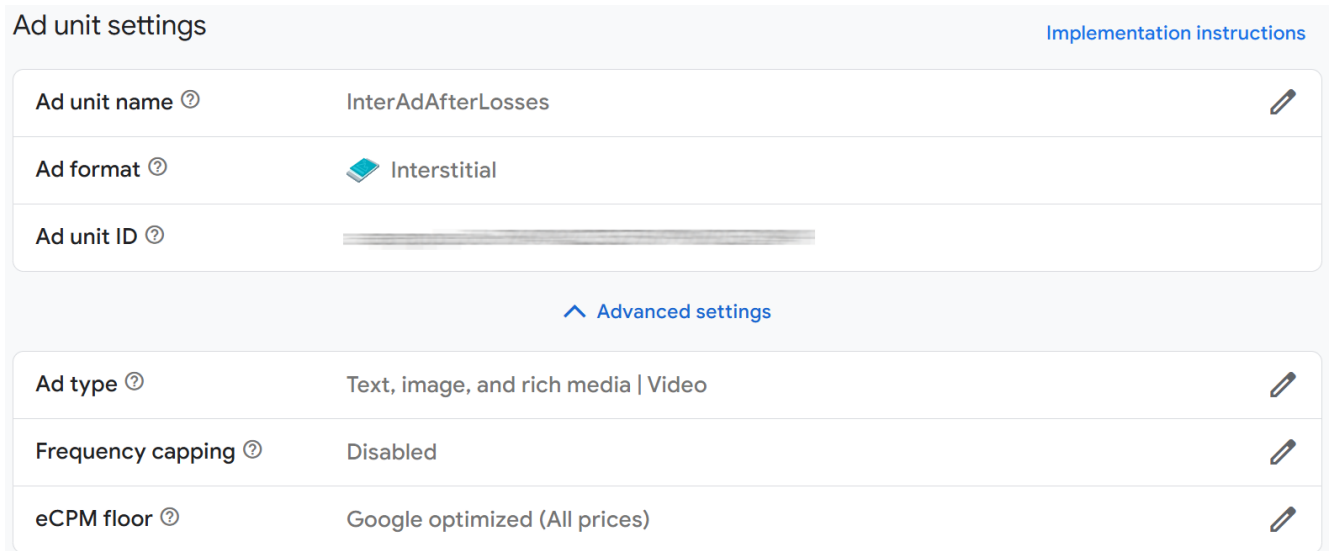 Ad unit settings
Implementation instructions
Ad unit name ?
InterAdAfterLosses
Ad format ?
Interstitial
Ad unit ID ?
Advanced settings
Ad type ?
Text, image, and rich media | Video
Frequency capping ?
Disabled
eCPM floor ?
Google optimized (All prices)